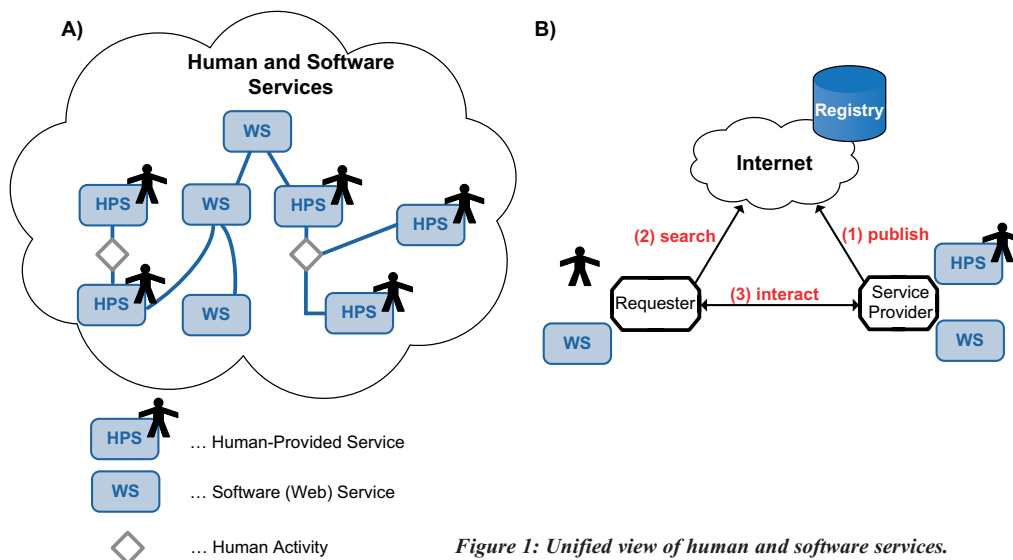 A)
Human and Software
Services
WS
HPS
WS
HPS
HPS
HPS
WS
HPS
HPS
... Human-Provided Service
WS
... Software (Web) Service
... Human Activity
B)
Registry
Internet
(2) search
(1) publish
HPS
Requester
(3) interact
Service
Provider
WS
WS
Figure 1: Unified view of human and software services.